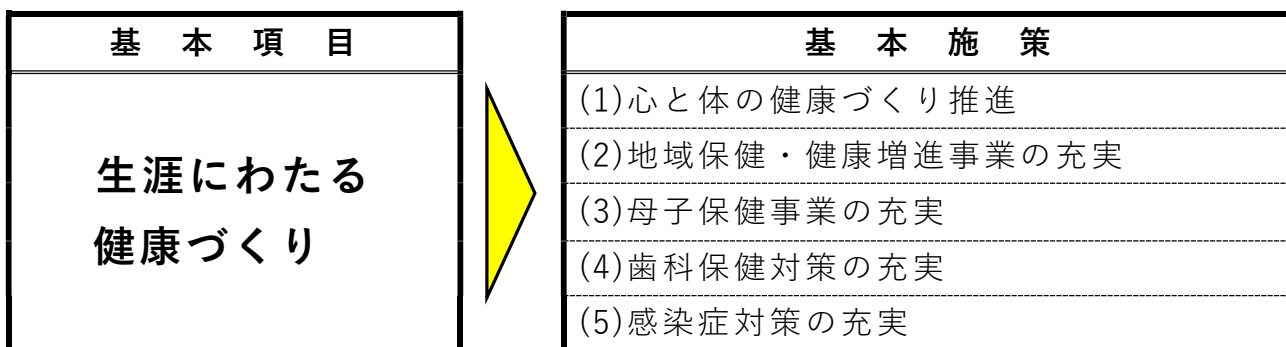 基本項目
生涯にわたる
健康づくり
基本施策
(1)心と体の健康づくり推進
(2)地域保健・健康増進事業の充実
(3)母子保健事業の充実
(4)歯科保健対策の充実
(5)感染症対策の充実